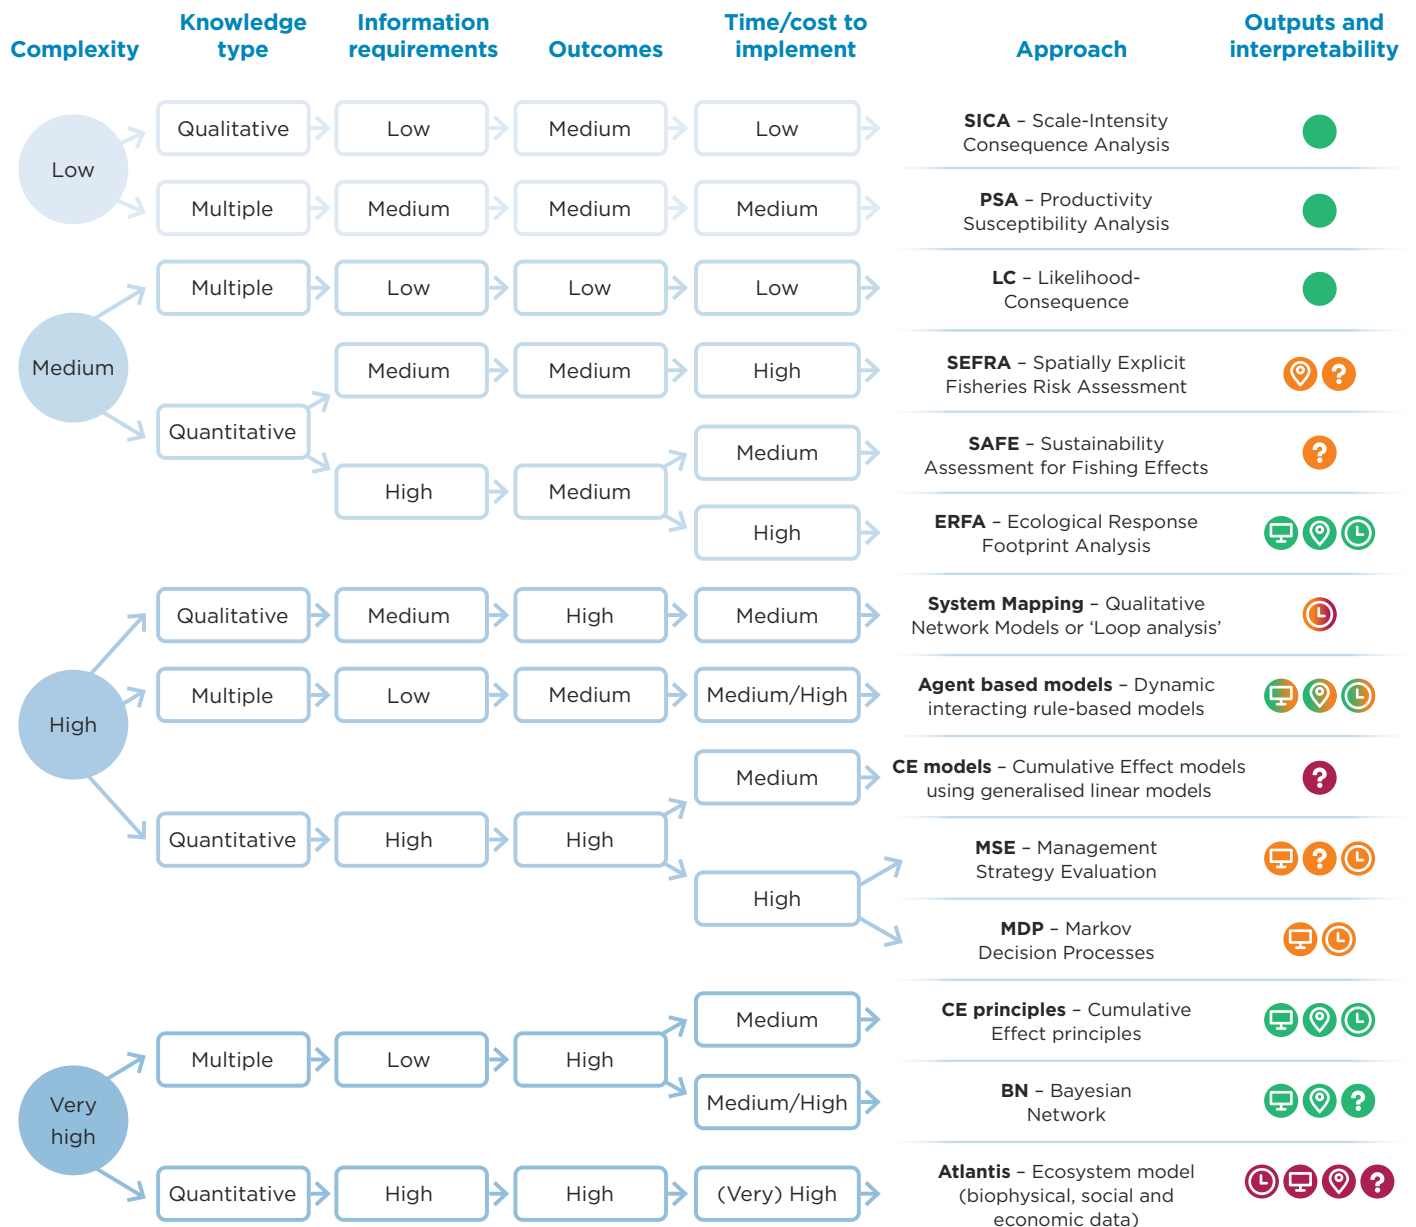 Complexity
Knowledge
type
Information
requirements
Outcomes
Time/cost to
implement
Approach
Outputs and
interpretability
Low
Qualitative
Low
Medium
Low
SICA – Scale-Intensity
Consequence Analysis
Multiple
Medium
Medium
Medium
PSA – Productivity
Susceptibility Analysis
Medium
Multiple
Low
Low
Low
LC – Likelihood-
Consequence
Quantitative
Medium
Medium
High
SEFRA – Spatially Explicit
Fisheries Risk Assessment
?
High
Medium
Medium
SAFE – Sustainability
Assessment for Fishing Effects
?
High
ERFA – Ecological Response
Footprint Analysis
High
Qualitative
Medium
High
Medium
System Mapping – Qualitative
Network Models or ‘Loop analysis’
Multiple
Low
Medium
Medium/High
Agent based models – Dynamic
interacting rule-based models
Quantitative
High
High
Medium
CE models – Cumulative Effect models
using generalised linear models
?
High
MSE – Management
Strategy Evaluation
?
MDP – Markov
Decision Processes
Very
high
Multiple
Low
High
Medium
CE principles – Cumulative
Effect principles
Medium/High
BN – Bayesian
Network
?
Quantitative
High
High
(Very) High
Atlantis – Ecosystem model
(biophysical, social and
economic data)
?